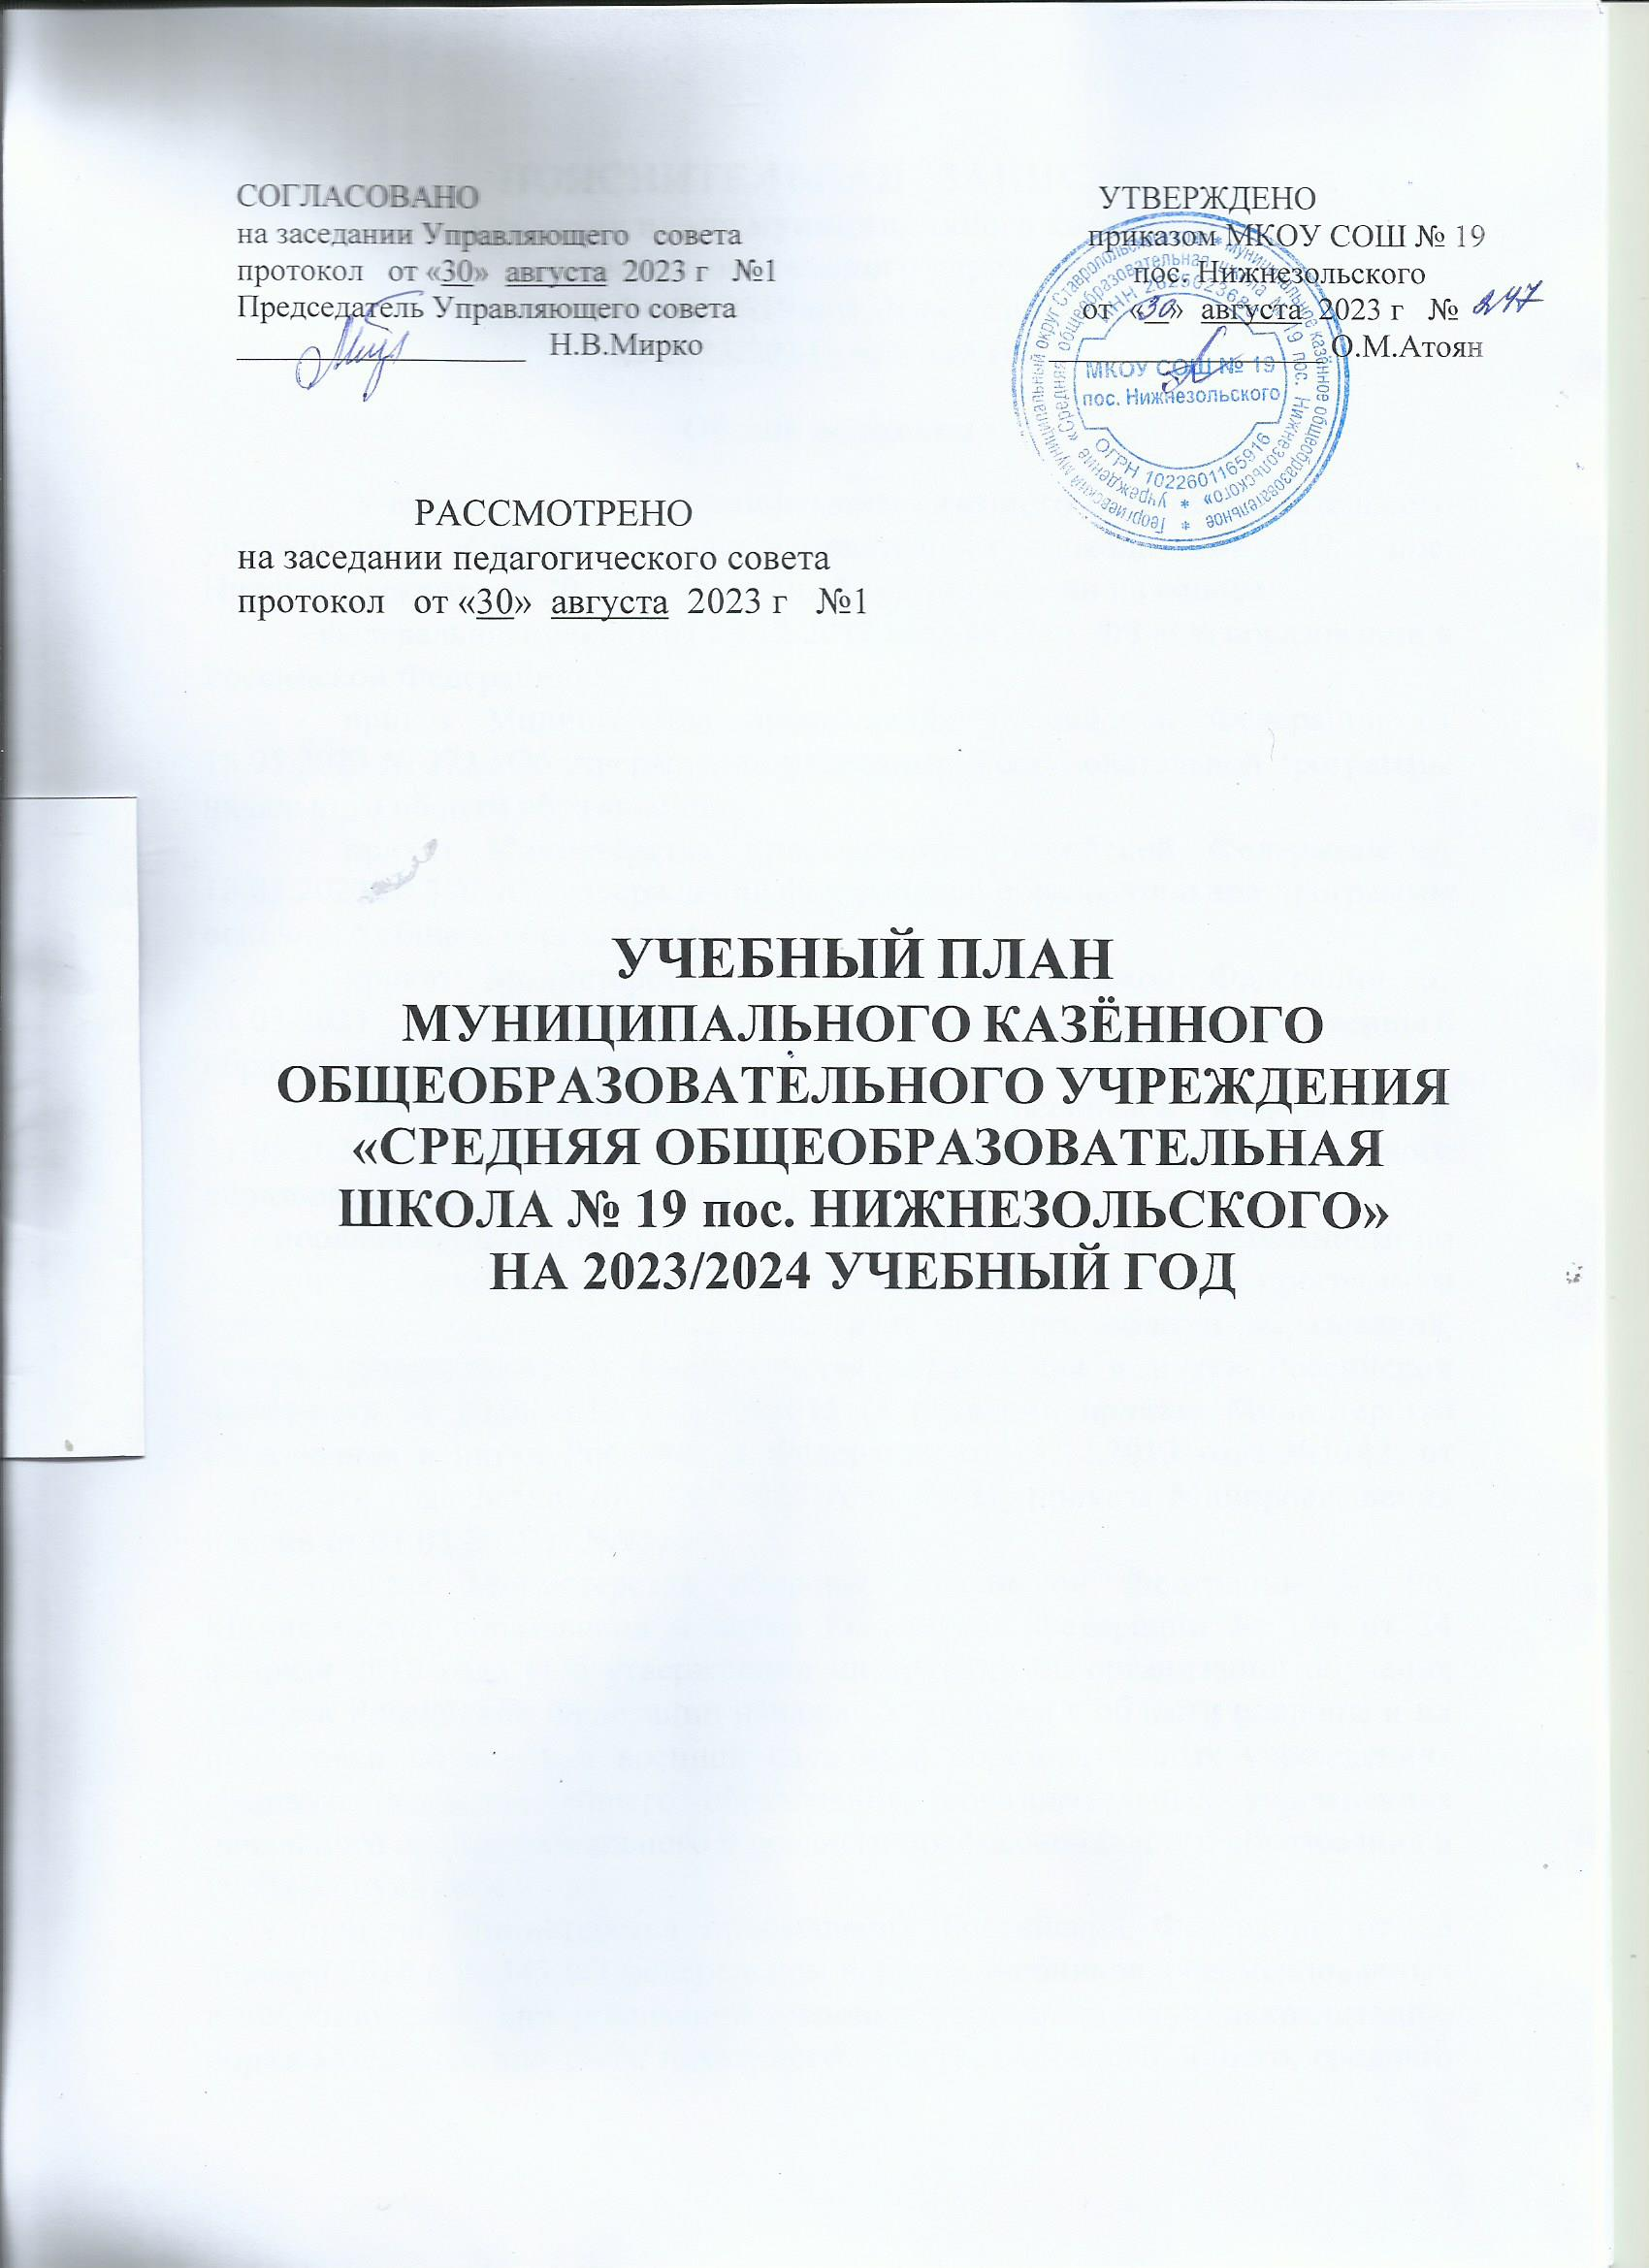 СОГЛАСОВАНО
на заседании Управляющего совета
протокол от «30» августа 2023 г №1
Председатель Управляющего совета
Н.В.Мирко
УТВЕРЖДЕНО
приказом МКОУ СОШ № 19
пос. Нижнезольского
от «30» августа 2023 г № 247
О.М.Атоян
МКОУ СОШ № 19
пос. Нижнезольского
ОГРН 1022601165916
РАССМОТРЕНО
на заседании педагогического совета
протокол от «30» августа 2023 г №1
УЧЕБНЫЙ ПЛАН
МУНИЦИПАЛЬНОГО КАЗЁННОГО
ОБЩЕОБРАЗОВАТЕЛЬНОГО УЧРЕЖДЕНИЯ
«СРЕДНЯЯ ОБЩЕОБРАЗОВАТЕЛЬНАЯ
ШКОЛА № 19 пос. НИЖНЕЗОЛЬСКОГО»
НА 2023/2024 УЧЕБНЫЙ ГОД